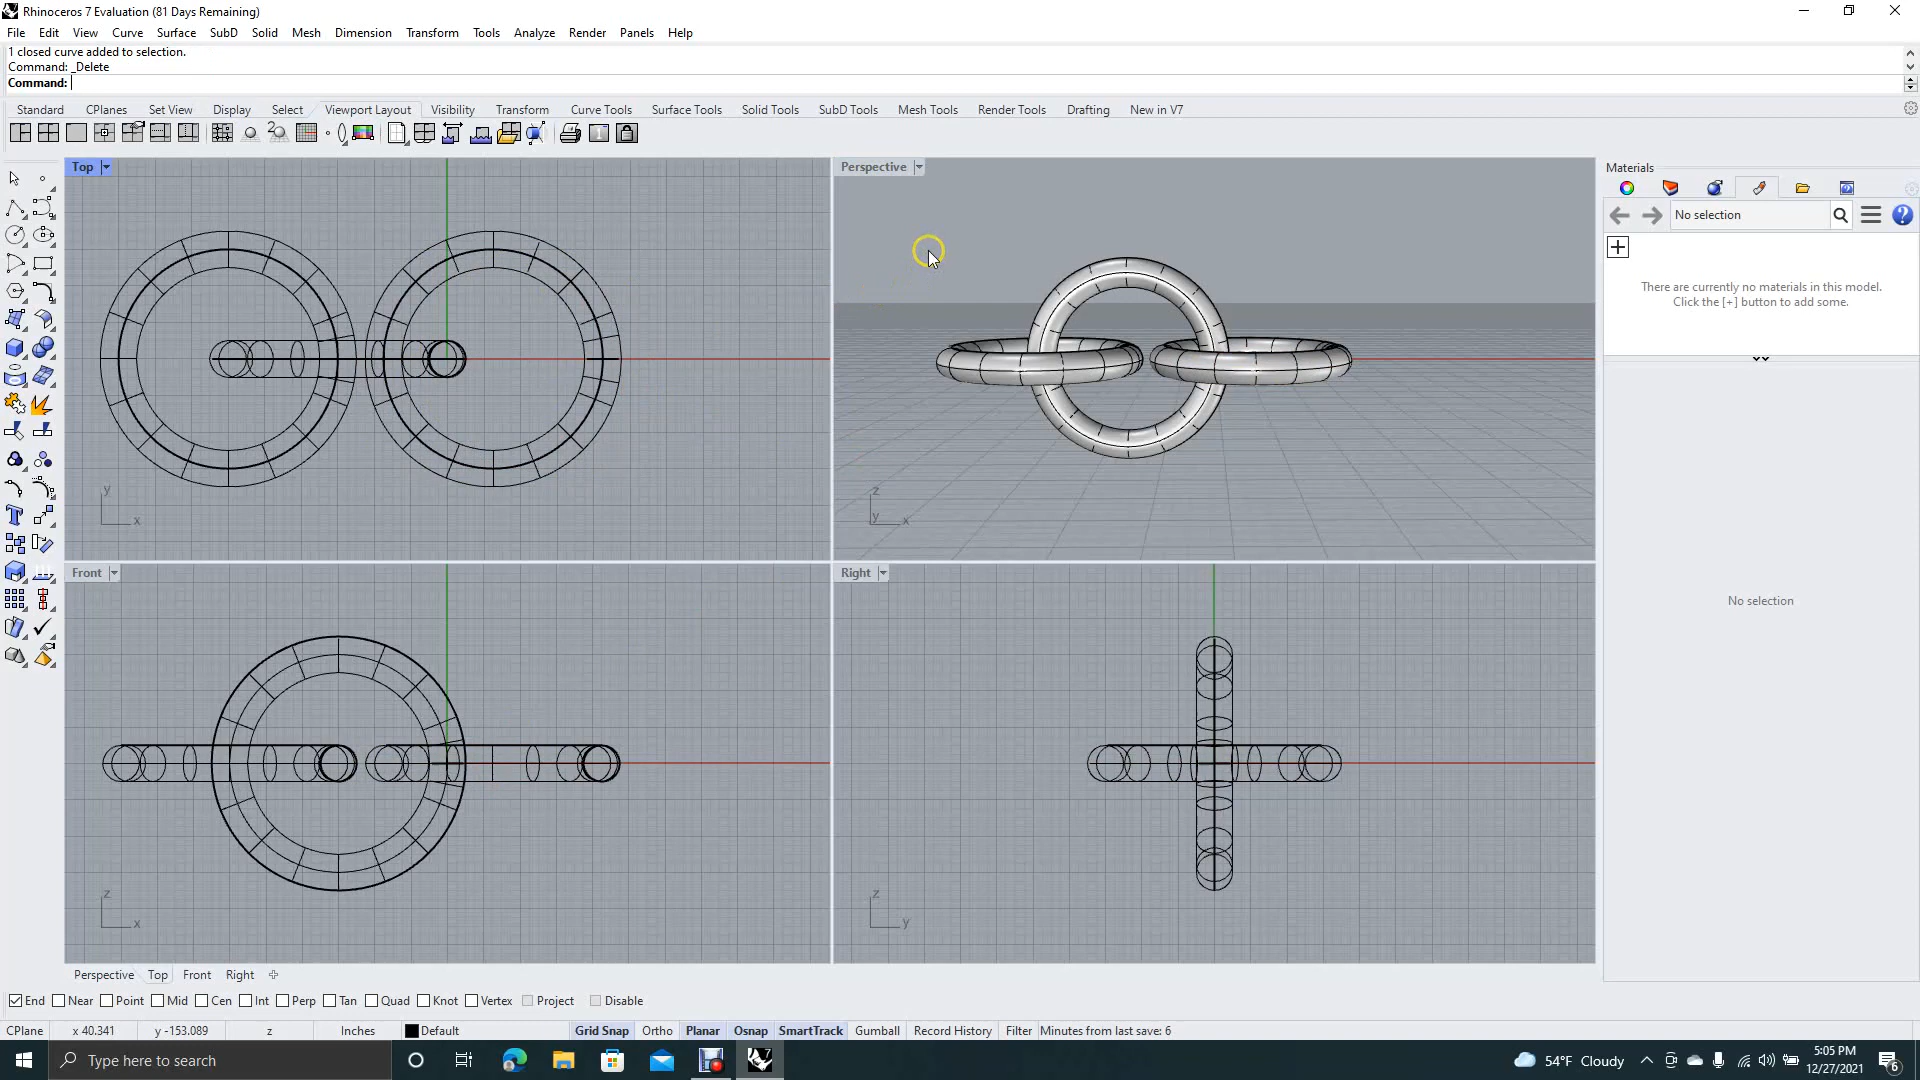 Rhinoceros 7 Evaluation (81 Days Remaining)
File Edit View Curve Surface SubD Solid Mesh Dimension Transform Tools Analyze Render Panels Help
1 closed curve added to selection.
Command: _Delete
Command:
Standard CPlanes Set View Display Select Viewport Layout Visibility Transform Curve Tools Surface Tools Solid Tools SubD Tools Mesh Tools Render Tools Drafting New in V7
Top
Perspective
Materials
No selection
There are currently no materials in this model.
Click the [+] button to add some.
y
x
z
y
x
Front
Right
No selection
z
x
z
y
Perspective Top Front Right
End Near Point Mid Cen Int Perp Tan Quad Knot Vertex Project Disable
CPlane x 40.341 y -153.089 z Inches Default Grid Snap Ortho Planar Osnap SmartTrack Gumball Record History Filter Minutes from last save: 6
Type here to search
54°F Cloudy
5:05 PM
12/27/2021
6